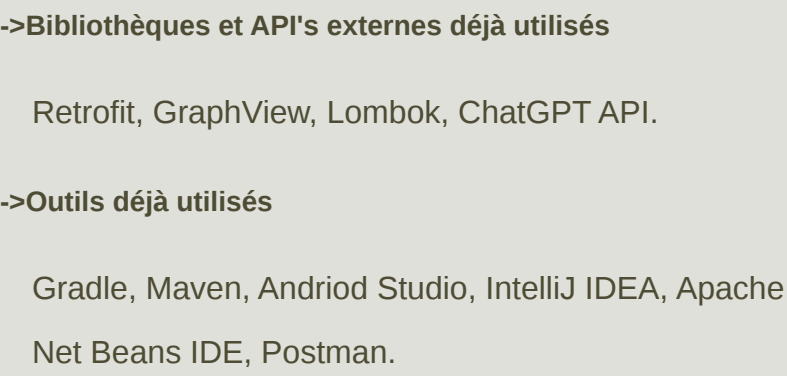 ->Bibliothèques et API's externes déjà utilisés
Retrofit, GraphView, Lombok, ChatGPT API.
->Outils déjà utilisés
Gradle, Maven, Andriod Studio, IntelliJ IDEA, Apache
Net Beans IDE, Postman.